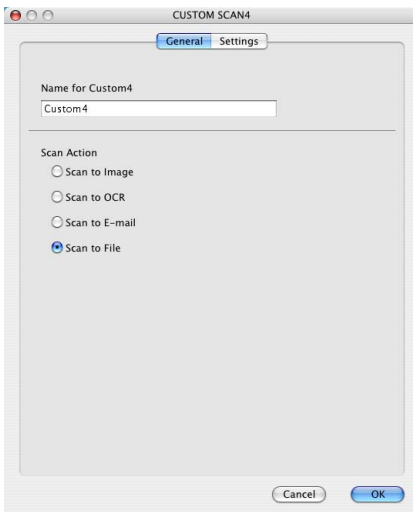 CUSTOM SCAN4
General Settings
Name for Custom4
Custom4
Scan Action
Scan to Image
Scan to OCR
Scan to E-mail
Scan to File
Cancel OK